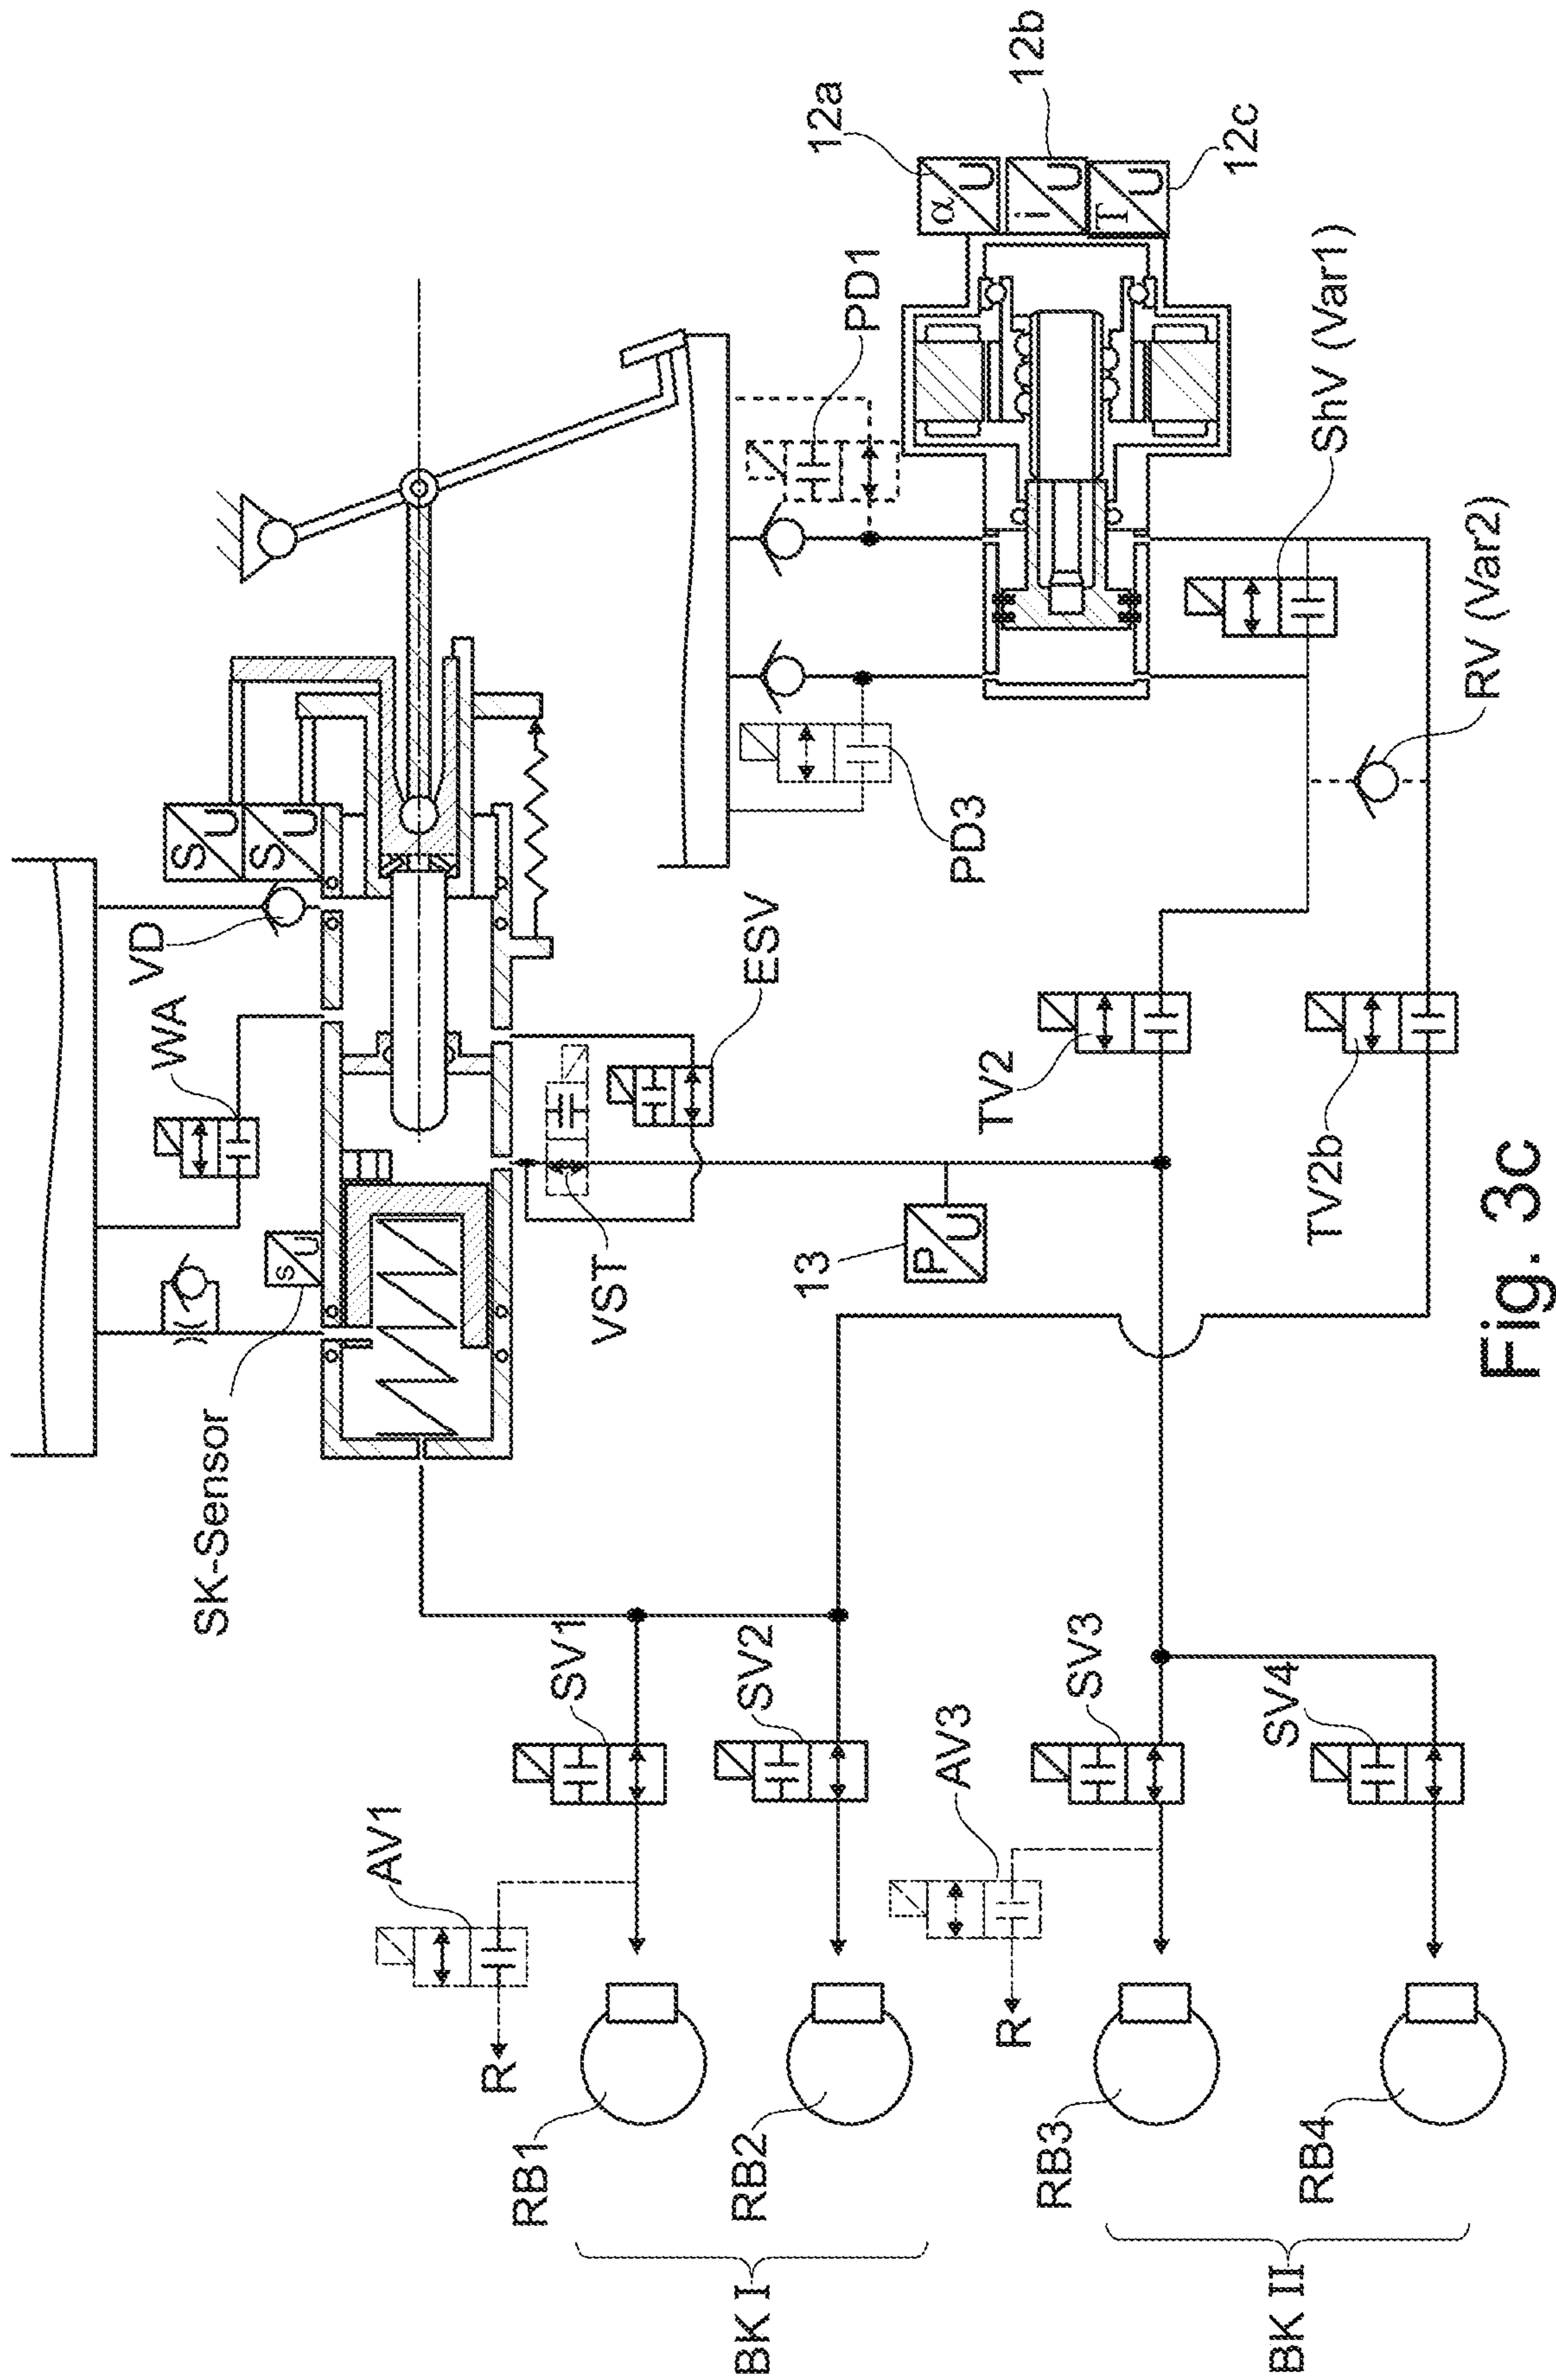 12a
12b
12c
α
U
i
U
T
U
PD1
ShV (Var1)
RV (Var2)
PD3
S
U
S
U
VD
WA
ESV
TV2
TV2b
VST
13
P
U
s
U
SK-Sensor
SV1
SV2
SV3
SV4
AV1
AV3
R
R
RB1
RB2
RB3
RB4
BK I
BK II
Fig. 3c